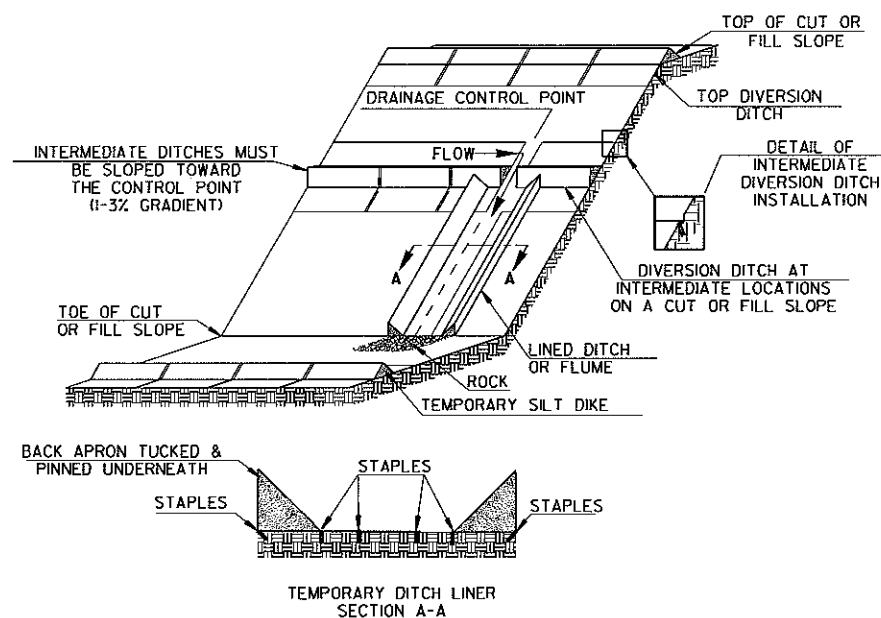 TOP OF CUT OR
FILL SLOPE
DRAINAGE CONTROL POINT
TOP DIVERSION
DITCH
FLOW
INTERMEDIATE DITCHES MUST
BE SLOPED TOWARD
THE CONTROL POINT
(1-3% GRADIENT)
DETAIL OF
INTERMEDIATE
DIVERSION DITCH
INSTALLATION
A
A
DIVERSION DITCH AT
INTERMEDIATE LOCATIONS
ON A CUT OR FILL SLOPE
TOE OF CUT
OR FILL SLOPE
LINED DITCH
OR FLUME
ROCK
TEMPORARY SILT DIKE
BACK APRON TUCKED &
PINNED UNDERNEATH
STAPLES
STAPLES
STAPLES
TEMPORARY DITCH LINER
SECTION A-A